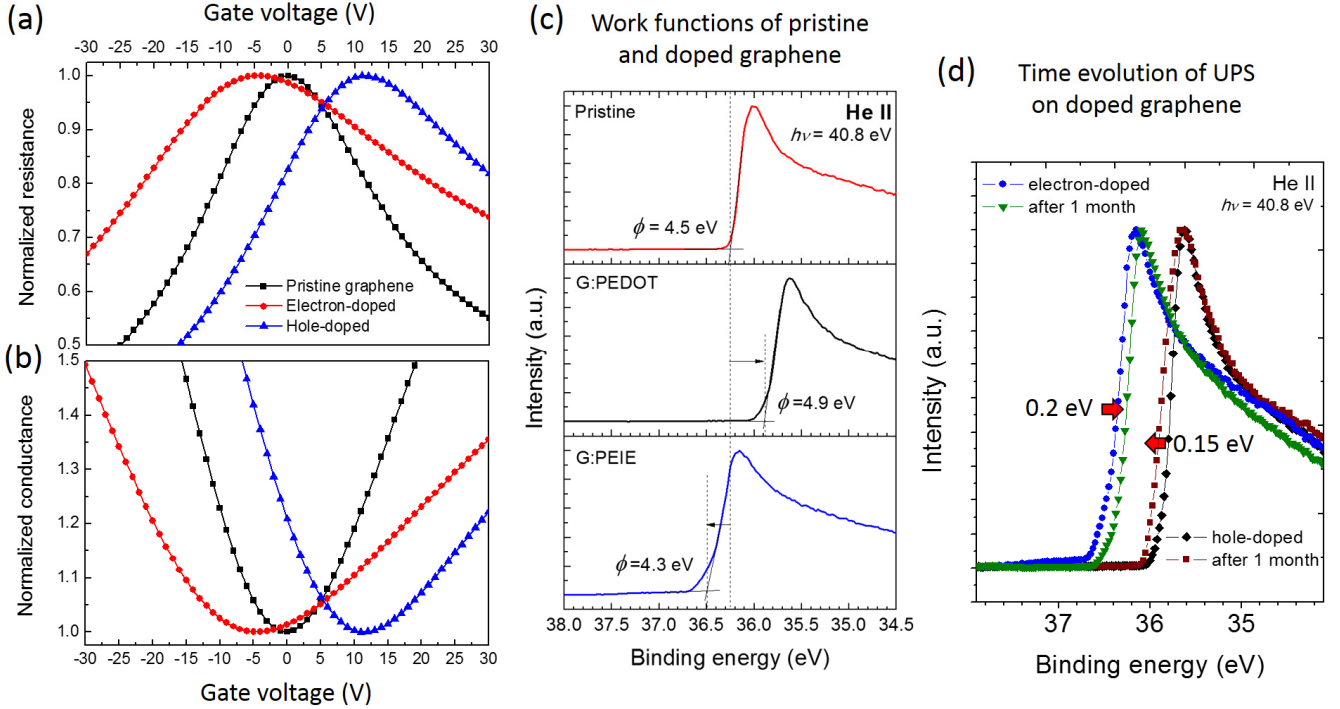 (a)
Gate voltage (V)
-30 -25 -20 -15 -10 -5 0 5 10 15 20 25 30
1.0
0.9
0.8
0.7
0.6
0.5
Normalized resistance
Pristine graphene
Electron-doped
Hole-doped
(b)
1.5
1.4
1.3
1.2
1.1
1.0
Normalized conductance
-30 -25 -20 -15 -10 -5 0 5 10 15 20 25 30
Gate voltage (V)
(c)
Work functions of pristine
and doped graphene
Pristine
He II
hν = 40.8 eV
ϕ = 4.5 eV
G:PEDOT
ϕ =4.9 eV
G:PEIE
ϕ =4.3 eV
Intensity (a.u.)
38.0 37.5 37.0 36.5 36.0 35.5 35.0 34.5
Binding energy (eV)
(d)
Time evolution of UPS
on doped graphene
electron-doped
after 1 month
He II
hν = 40.8 eV
0.2 eV
0.15 eV
hole-doped
after 1 month
Intensity (a.u.)
37 36 35
Binding energy (eV)